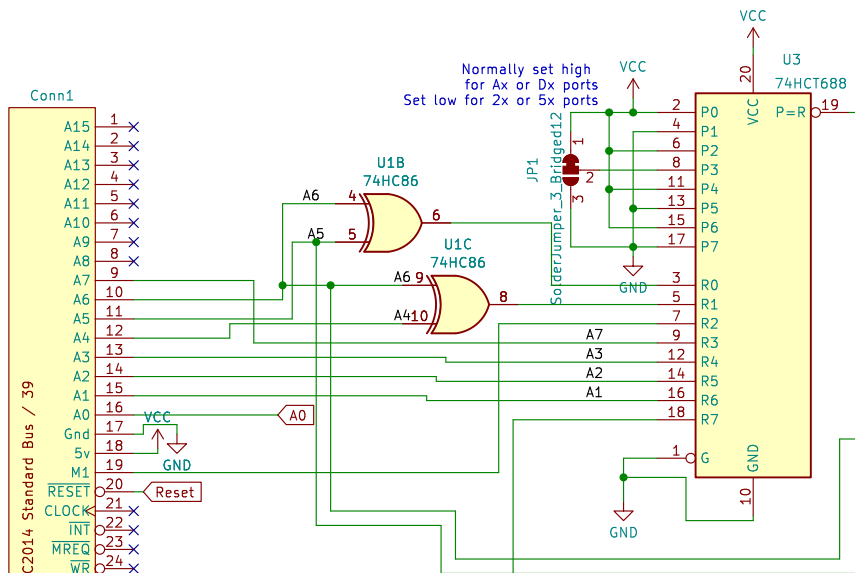 VCC
U3
74HCT688
20
VCC
P=R
19
Normally set high
for Ax or Dx ports
Set low for 2x or 5x ports
VCC
JP1
SolderJumper_3_Bridged12
1
2
3
GND
2 P0
4 P1
6 P2
8 P3
11 P4
13 P5
15 P6
17 P7
3 R0
5 R1
7 R2
A7 9 R3
A3 12 R4
A2 14 R5
A1 16 R6
18 R7
1 G
GND
10
GND
U1B
74HC86
A6 4
A5 5
6
U1C
74HC86
A6 9
A4 10
8
Conn1
C2014 Standard Bus / 39
A15 1
A14 2
A13 3
A12 4
A11 5
A10 6
A9 7
A8 8
A7 9
A6 10
A5 11
A4 12
A3 13
A2 14
A1 15
A0 16
A0
Gnd 17
VCC
5v 18
GND
M1 19
RESET 20
Reset
CLOCK 21
INT 22
MREQ 23
WR 24